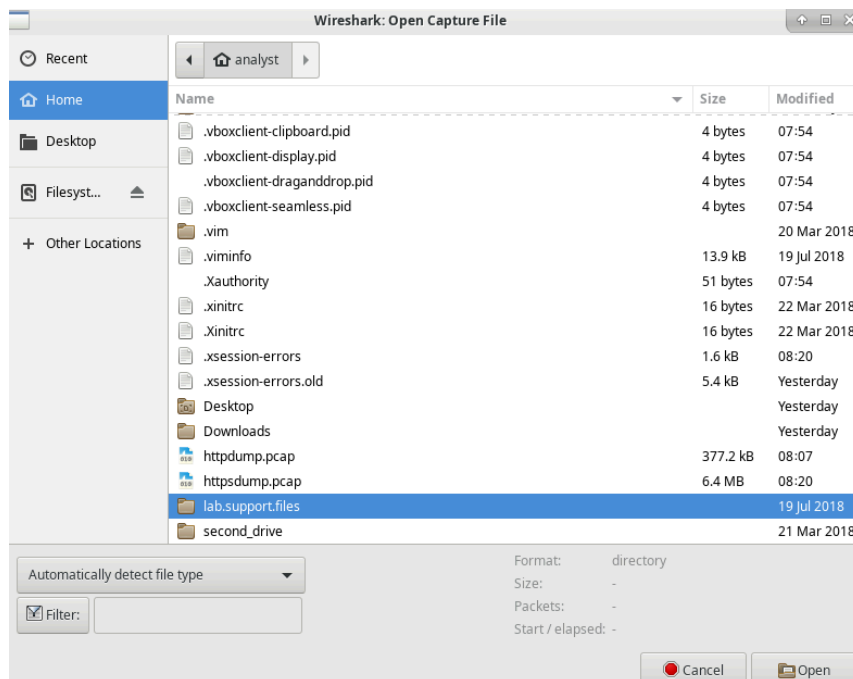 Wireshark: Open Capture File
Recent
Home
Desktop
Filesyst...
+ Other Locations
analyst
Name Size Modified
.vboxclient-clipboard.pid 4 bytes 07:54
.vboxclient-display.pid 4 bytes 07:54
.vboxclient-draganddrop.pid 4 bytes 07:54
.vboxclient-seamless.pid 4 bytes 07:54
.vim 20 Mar 2018
.viminfo 13.9 kB 19 Jul 2018
.Xauthority 51 bytes 07:54
.xinitrc 16 bytes 22 Mar 2018
.Xinitrc 16 bytes 22 Mar 2018
.xsession-errors 1.6 kB 08:20
.xsession-errors.old 5.4 kB Yesterday
Desktop Yesterday
Downloads Yesterday
httpdump.pcap 377.2 kB 08:07
httpsdump.pcap 6.4 MB 08:20
lab.support.files 19 Jul 2018
second_drive 21 Mar 2018
Automatically detect file type
Filter:
Format: directory
Size: -
Packets: -
Start / elapsed: -
Cancel Open